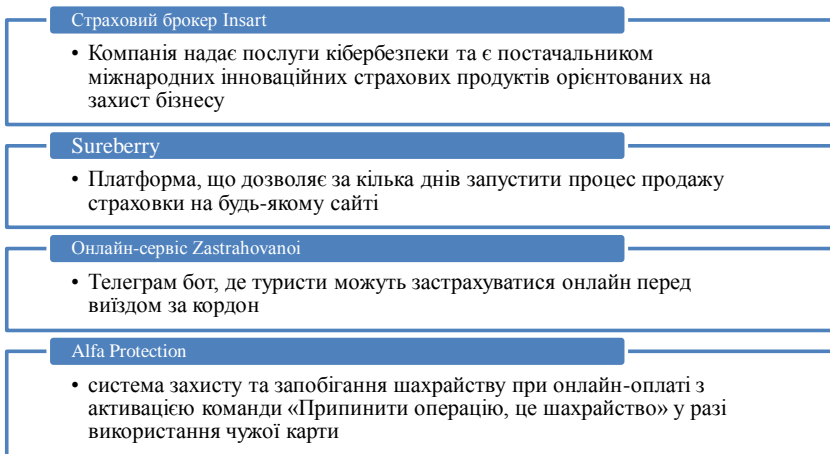 Страховий брокер Insart
• Компанія надає послуги кібербезпеки та є постачальником
міжнародних інноваційних страхових продуктів орієнтованих на
захист бізнесу
Sureberry
• Платформа, що дозволяє за кілька днів запустити процес продажу
страховки на будь-якому сайті
Онлайн-сервіс Zastrahovanoi
• Телеграм бот, де туристи можуть застрахуватися онлайн перед
виїздом за кордон
Alfa Protection
• система захисту та запобігання шахрайству при онлайн-оплаті з
активацією команди «Припинити операцію, це шахрайство» у разі
використання чужої карти